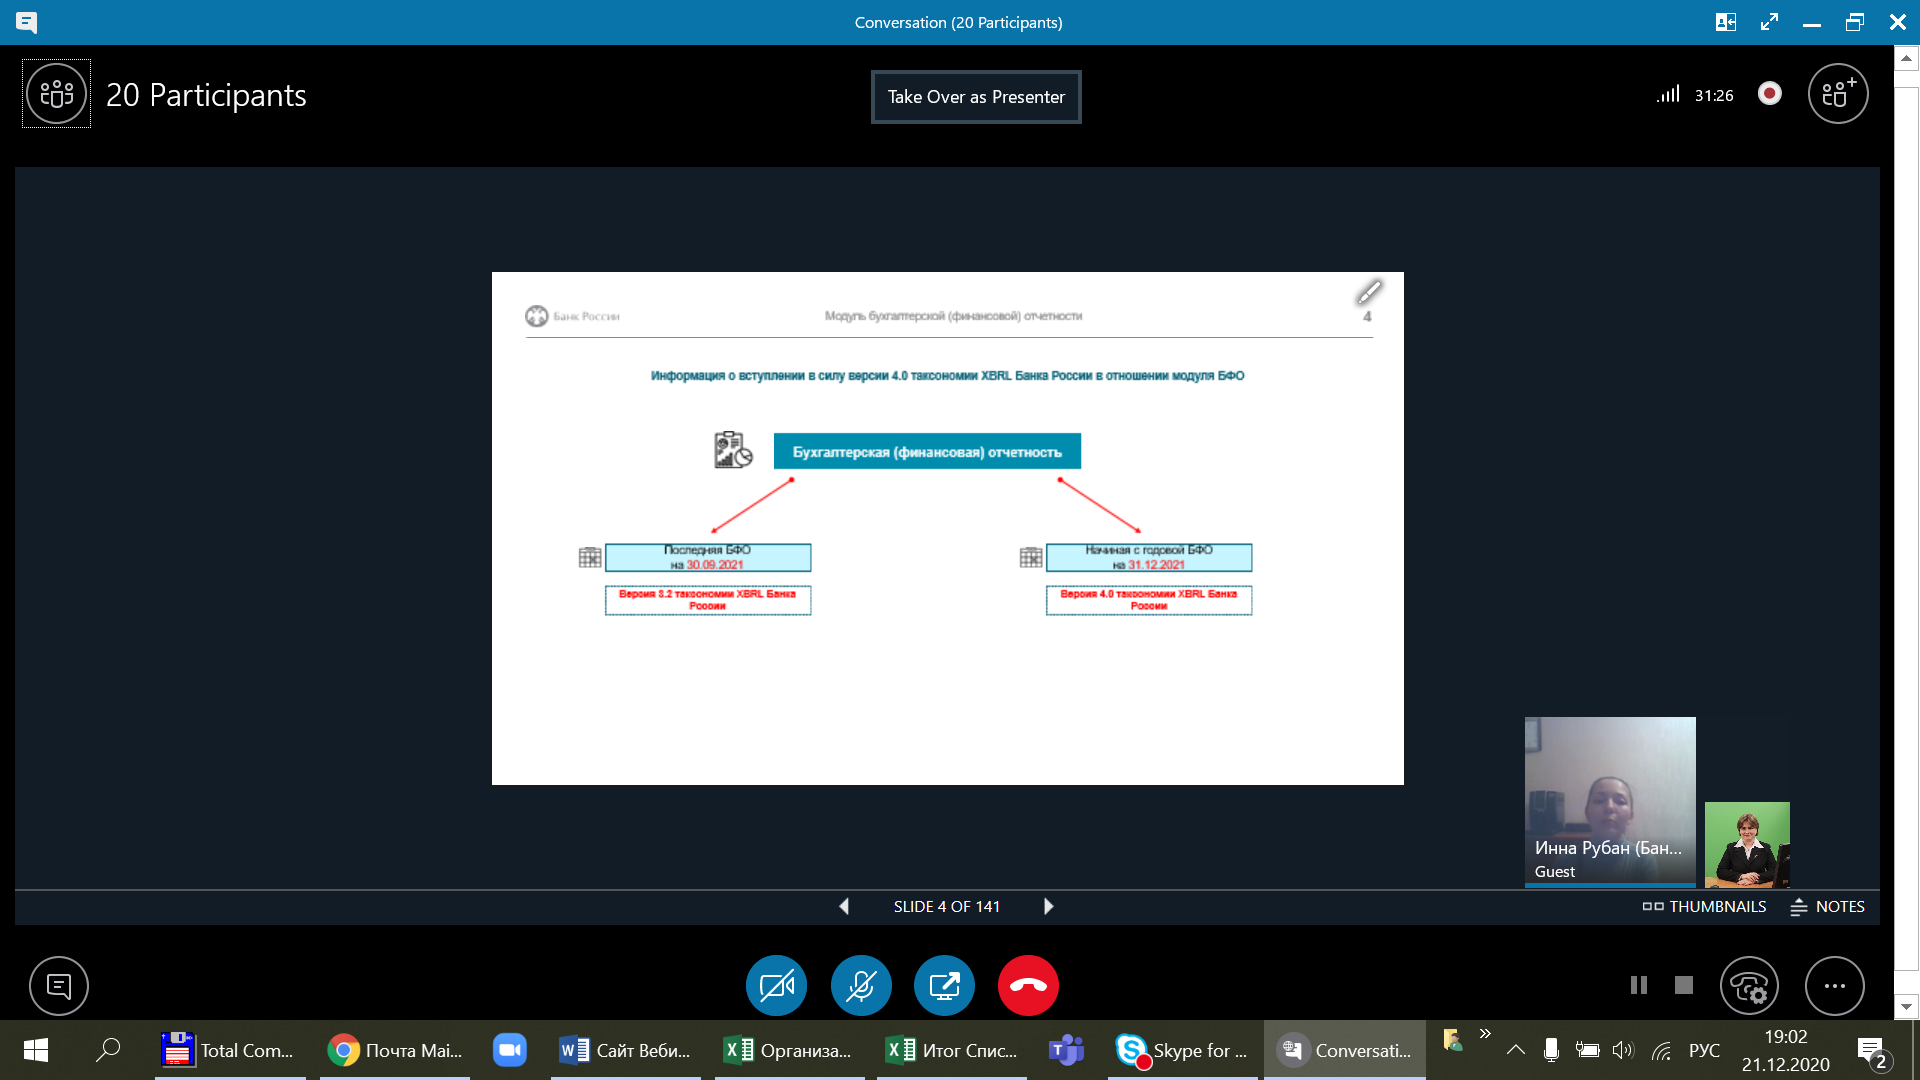 Conversation (20 Participants)
20 Participants
Take Over as Presenter
31:26
Банк России
Модуль бухгалтерской (финансовой) отчетности
4
Информация о вступлении в силу версии 4.0 таксономии XBRL Банка России в отношении модуля БФО
Бухгалтерская (финансовая) отчетность
Последняя БФО
на 30.09.2021
Начиная с годовой БФО
на 31.12.2021
Версия 3.2 таксономии XBRL Банка
России
Версия 4.0 таксономии XBRL Банка
России
Инна Рубан (Бан...
Guest
SLIDE 4 OF 141
THUMBNAILS
NOTES
Total Com...
Почта Mai...
Сайт Веби...
Организа...
Итог Спис...
Skype for ...
Conversati...
РУС
19:02
21.12.2020
2